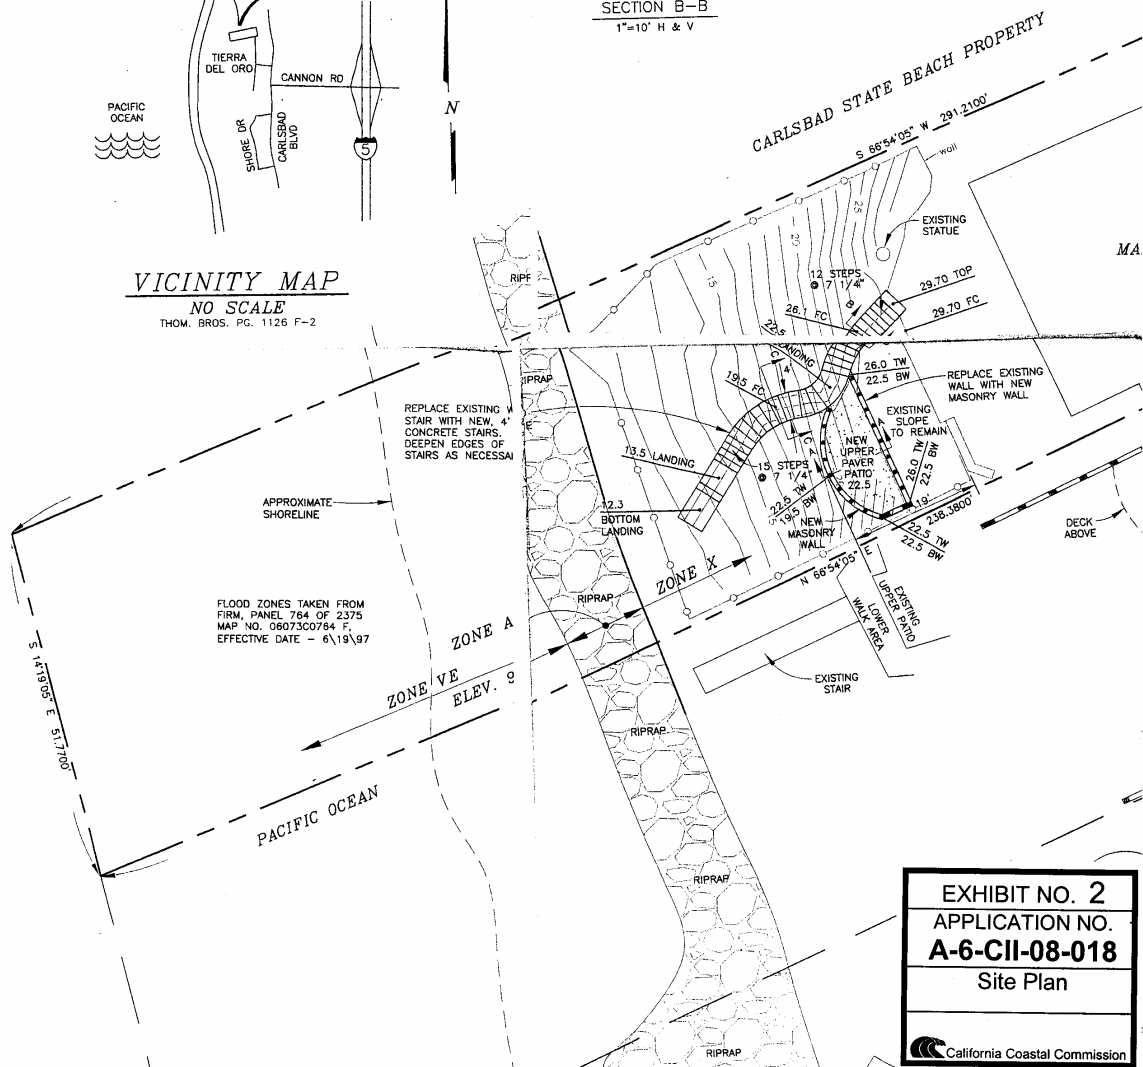 SECTION B-B
1"=10' H & V
TIERRA
DEL ORO
CANNON RD
PACIFIC
OCEAN
SHORE DR
CARLSBAD
BLVD
5
N
VICINITY MAP
NO SCALE
THOM. BROS. PG. 1126 F-2
CARLSBAD STATE BEACH PROPERTY
S 66°54'05" W 291.2100'
wall
EXISTING
STATUE
25
20
15
12 STEPS
@ 7 1/4"
B
29.70 TOP
29.70 FC
26.1 FC
22.5
LANDING
C
4'
19.5 FC
26.0 TW
22.5 BW
REPLACE EXISTING
WALL WITH NEW
MASONRY WALL
EXISTING
SLOPE
TO REMAIN
A
26.0 TW
22.5 BW
NEW
UPPER
PAVER
PATIO
22.5
C
A
RIPRAP
REPLACE EXISTING
STAIR WITH NEW, 4'
CONCRETE STAIRS.
DEEPEN EDGES OF
STAIRS AS
13.5 LANDING
15 STEPS
@ 7 1/4"
22.5 TW
19.5 BW
NEW
MASONRY
WALL
12.3
BOTTOM
LANDING
19'
238.3800'
22.5 TW
22.5 BW
N 66°54'05" E
DECK
ABOVE
APPROXIMATE
SHORELINE
ZONE X
RIPRAP
EXISTING
UPPER PATIO
LOWER
WALK AREA
FLOOD ZONES TAKEN FROM
FIRM, PANEL 764 OF 2375
MAP NO. 06073C0764 F,
EFFECTIVE DATE - 6\19\97
ZONE A
ZONE VE
ELEV. 9
EXISTING
STAIR
S 14°19'05" E 51.7700'
RIPRAP
PACIFIC OCEAN
RIPRAP
RIPRAP
EXHIBIT NO. 2
APPLICATION NO.
A-6-CII-08-018
Site Plan
California Coastal Commission